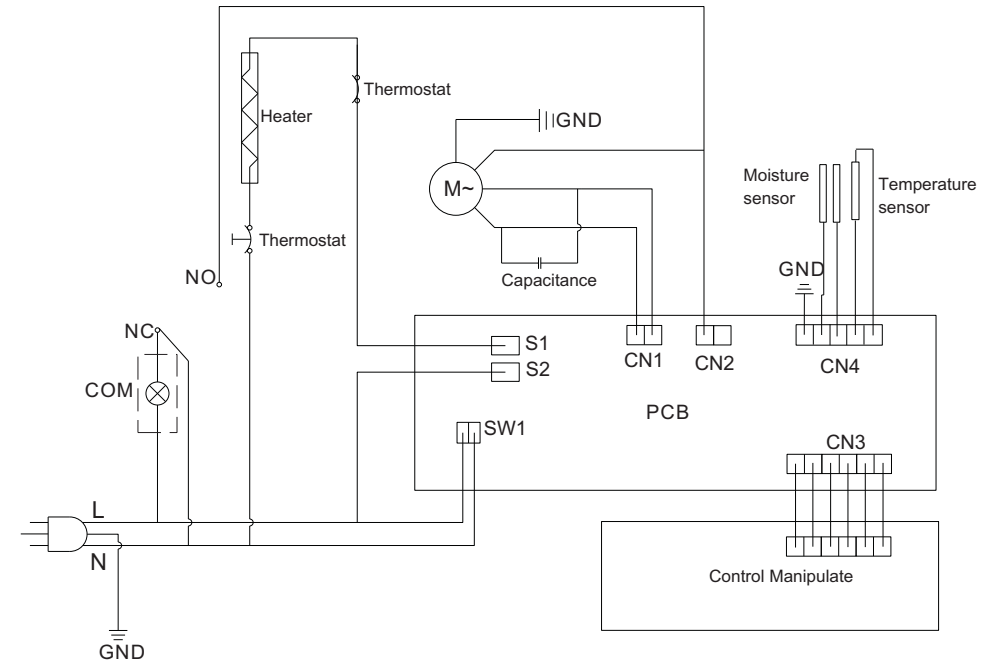 Thermostat
Heater
GND
M~
Moisture
sensor
Temperature
sensor
Thermostat
NO
Capacitance
GND
NC
S1
S2
CN1
CN2
CN4
COM
PCB
SW1
CN3
L
N
Control Manipulate
GND